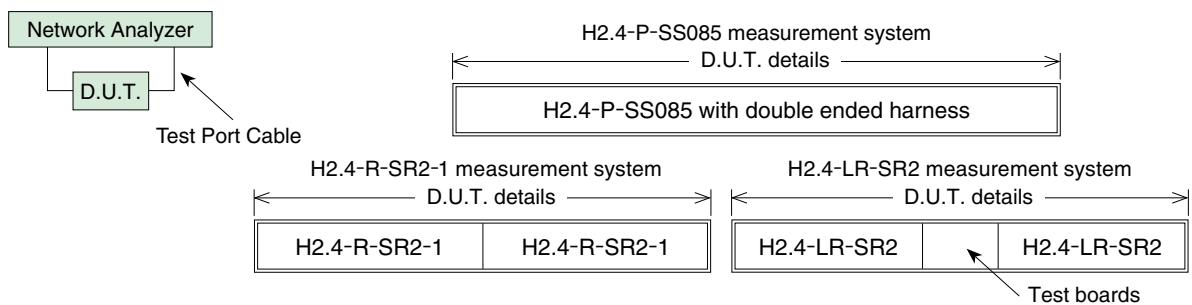 Network Analyzer
D.U.T.
Test Port Cable
H2.4-P-SS085 measurement system
D.U.T. details
H2.4-P-SS085 with double ended harness
H2.4-R-SR2-1 measurement system
D.U.T. details
H2.4-R-SR2-1
H2.4-R-SR2-1
H2.4-LR-SR2 measurement system
D.U.T. details
H2.4-LR-SR2
H2.4-LR-SR2
Test boards